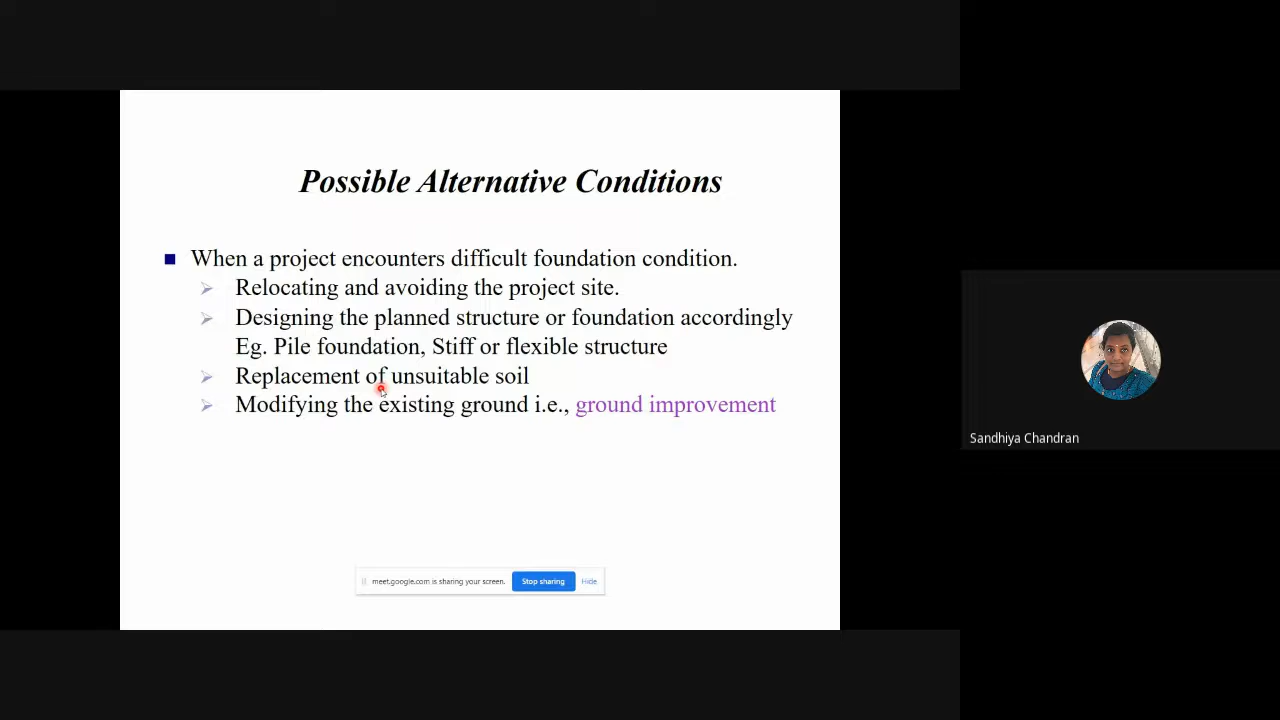 Possible Alternative Conditions
When a project encounters difficult foundation condition.
Relocating and avoiding the project site.
Designing the planned structure or foundation accordingly
Eg. Pile foundation, Stiff or flexible structure
Replacement of unsuitable soil
Modifying the existing ground i.e., ground improvement
Sandhiya Chandran
meet.google.com is sharing your screen. Stop sharing Hide